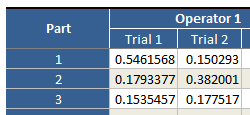 Part Operator 1
Trial 1 Trial 2
1 0.5461568 0.150293
2 0.1793377 0.382001
3 0.1535457 0.177517